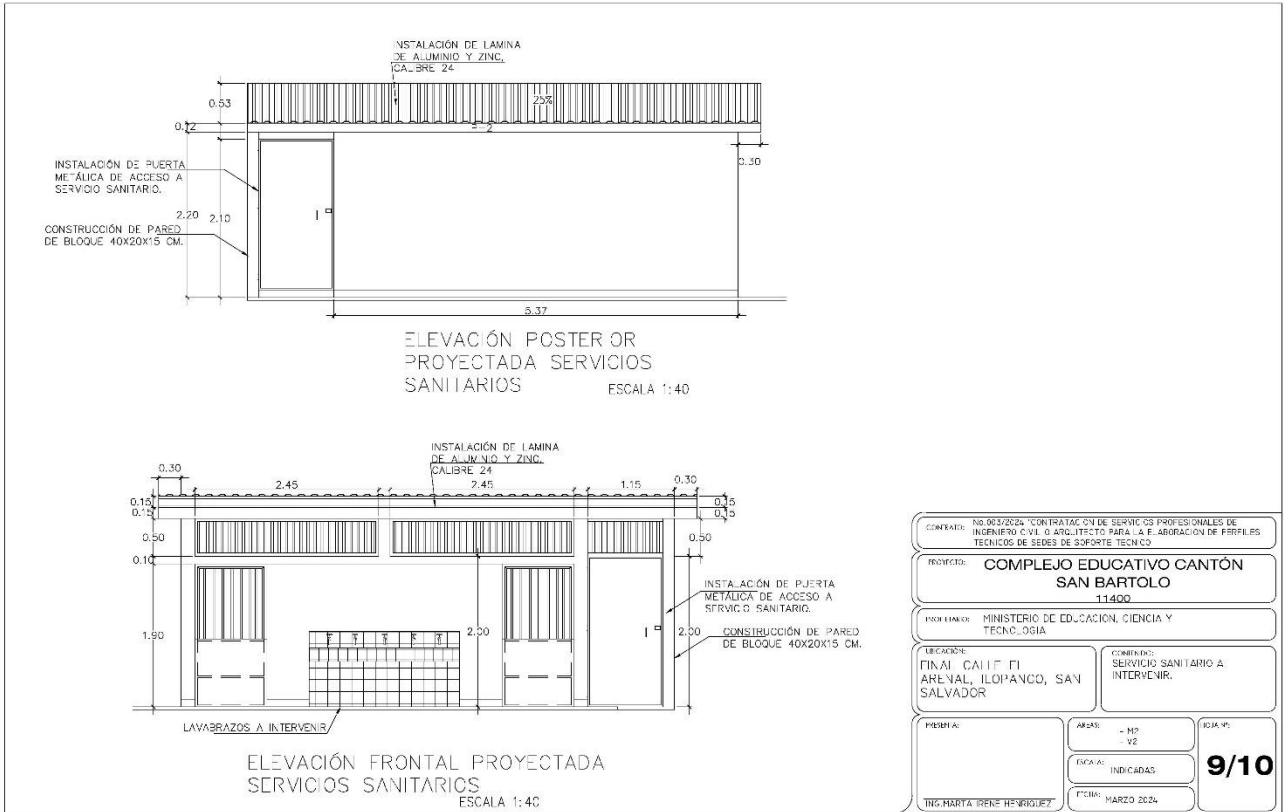 INSTALACIÓN DE LAMINA
DE ALUMINIO Y ZINC,
CALIBRE 24
0.53
25%
0.12
P=2
0.30
INSTALACIÓN DE PUERTA
METÁLICA DE ACCESO A
SERVICIO SANITARIO.
2.20
2.10
CONSTRUCCIÓN DE PARED
DE BLOQUE 40X20X15 CM.
5.37
ELEVACIÓN POSTERIOR
PROYECTADA SERVICIOS
SANITARIOS
ESCALA 1:40
INSTALACIÓN DE LAMINA
DE ALUMINIO Y ZINC,
CALIBRE 24
0.30
2.45
2.45
1.15
0.30
0.15
0.15
0.15
0.15
0.50
0.50
0.10
1.90
2.00
2.00
INSTALACIÓN DE PUERTA
METÁLICA DE ACCESO A
SERVICIO SANITARIO.
CONSTRUCCIÓN DE PARED
DE BLOQUE 40X20X15 CM.
LAVABRAZOS A INTERVENIR
ELEVACIÓN FRONTAL PROYECTADA
SERVICIOS SANITARIOS
ESCALA 1:40
CONTRATO: No.003/2024 "CONTRATACION DE SERVICIOS PROFESIONALES DE
INGENIERO CIVIL O ARQUITECTO PARA LA ELABORACION DE PERFILES
TECNICOS DE SEDES DE SOPORTE TECNICO
PROYECTO: COMPLEJO EDUCATIVO CANTÓN
SAN BARTOLO
11400
PROPIETARIO: MINISTERIO DE EDUCACION, CIENCIA Y
TECNOLOGIA
UBICACIÓN:
FINAL CALLE EL
ARENAL, ILOPANGO, SAN
SALVADOR
CONTENIDO:
SERVICIO SANITARIO A
INTERVENIR.
PRESENTA:
ING.MARTA IRENE HENRIQUEZ
AREAS:
- M2
- V2
ESCALA: INDICADAS
FECHA: MARZO 2024
HOJA Nº:
9/10